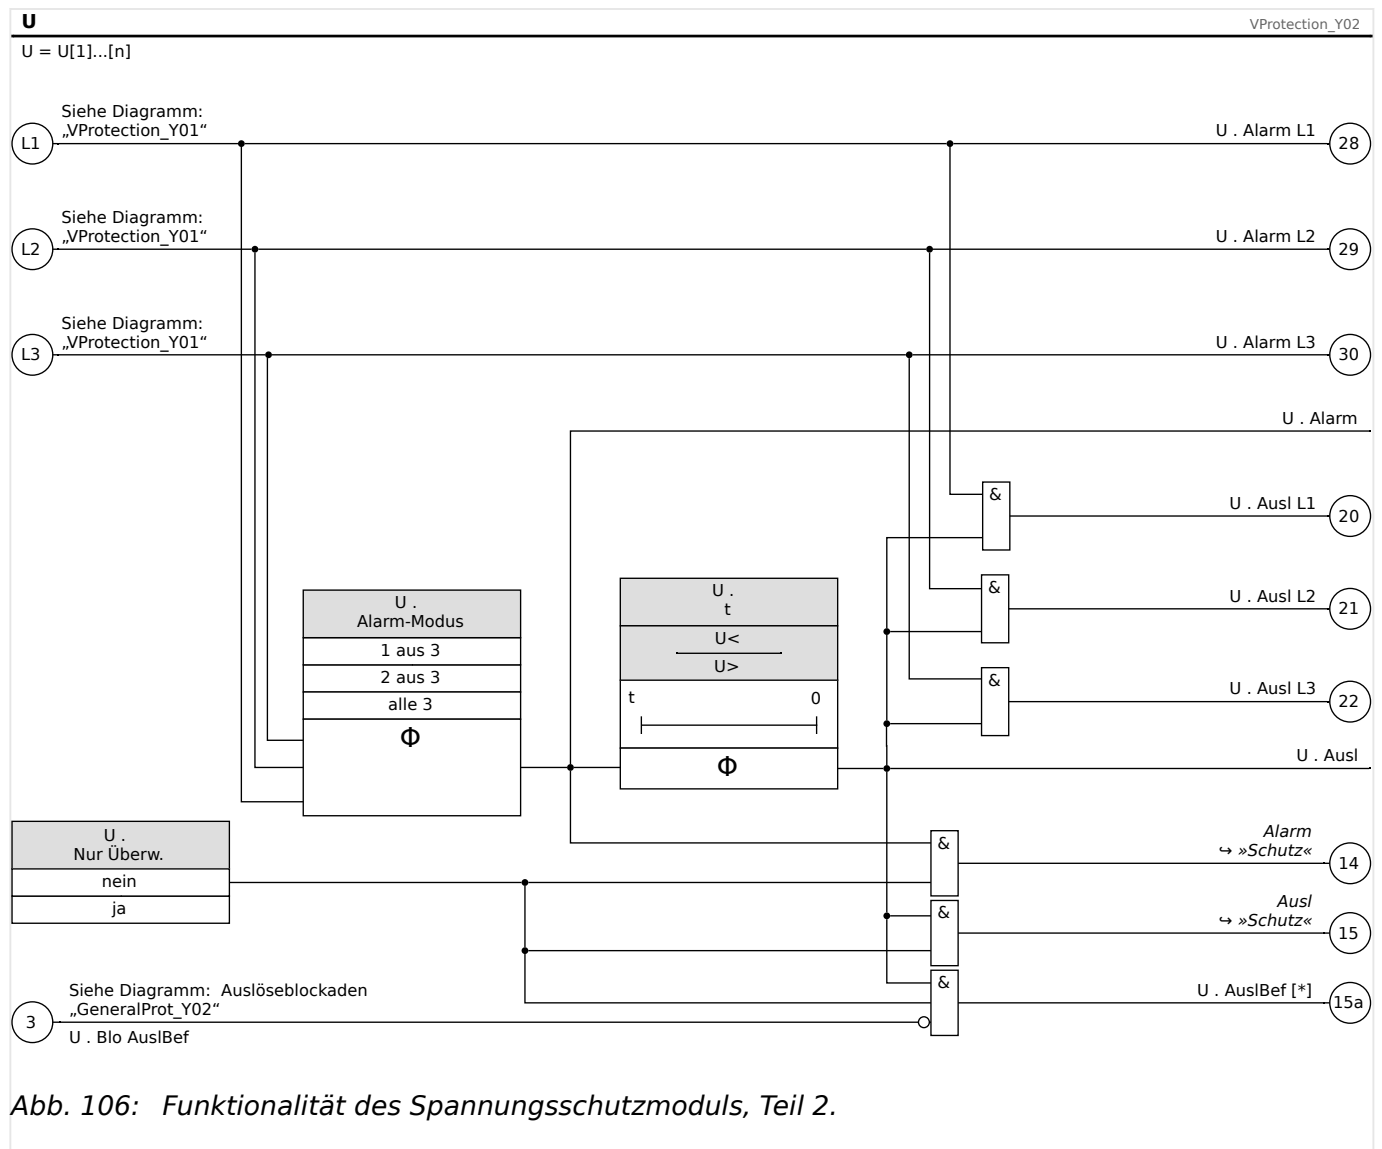 U
VProtection_Y02
U = U[1]...[n]
Siehe Diagramm:
„VProtection_Y01“
L1
U . Alarm L1
28
Siehe Diagramm:
„VProtection_Y01“
L2
U . Alarm L2
29
Siehe Diagramm:
„VProtection_Y01“
L3
U . Alarm L3
30
U . Alarm
&
U . Ausl L1
20
&
U . Ausl L2
21
&
U . Ausl L3
22
U .
Alarm-Modus
1 aus 3
2 aus 3
alle 3
Φ
U .
t
U<
U>
t 0
Φ
U . Ausl
U .
Nur Überw.
nein
ja
&
Alarm
↪ »Schutz«
14
&
Ausl
↪ »Schutz«
15
&
U . AuslBef [*]
15a
Siehe Diagramm: Auslöseblockaden
„GeneralProt_Y02“
3
U . Blo AuslBef
Abb. 106: Funktionalität des Spannungsschutzmoduls, Teil 2.